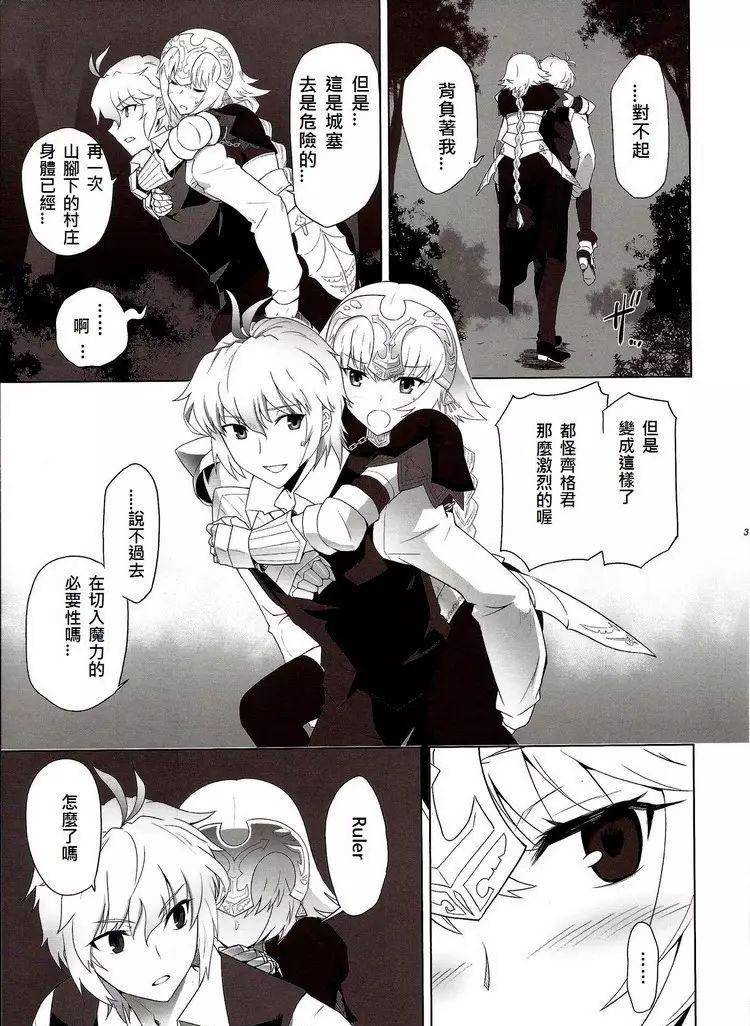 ……對不起
背負著我…
但是…
這是城塞
去是危險的…
再一次
山腳下的村庄
身體已經…
……
啊…
ザ
但是
變成這樣了
都怪齊格君
那麼激烈的喔
……說不過去
在切入魔力的
必要性嗎…
3
……
Ruler
怎麼了嗎